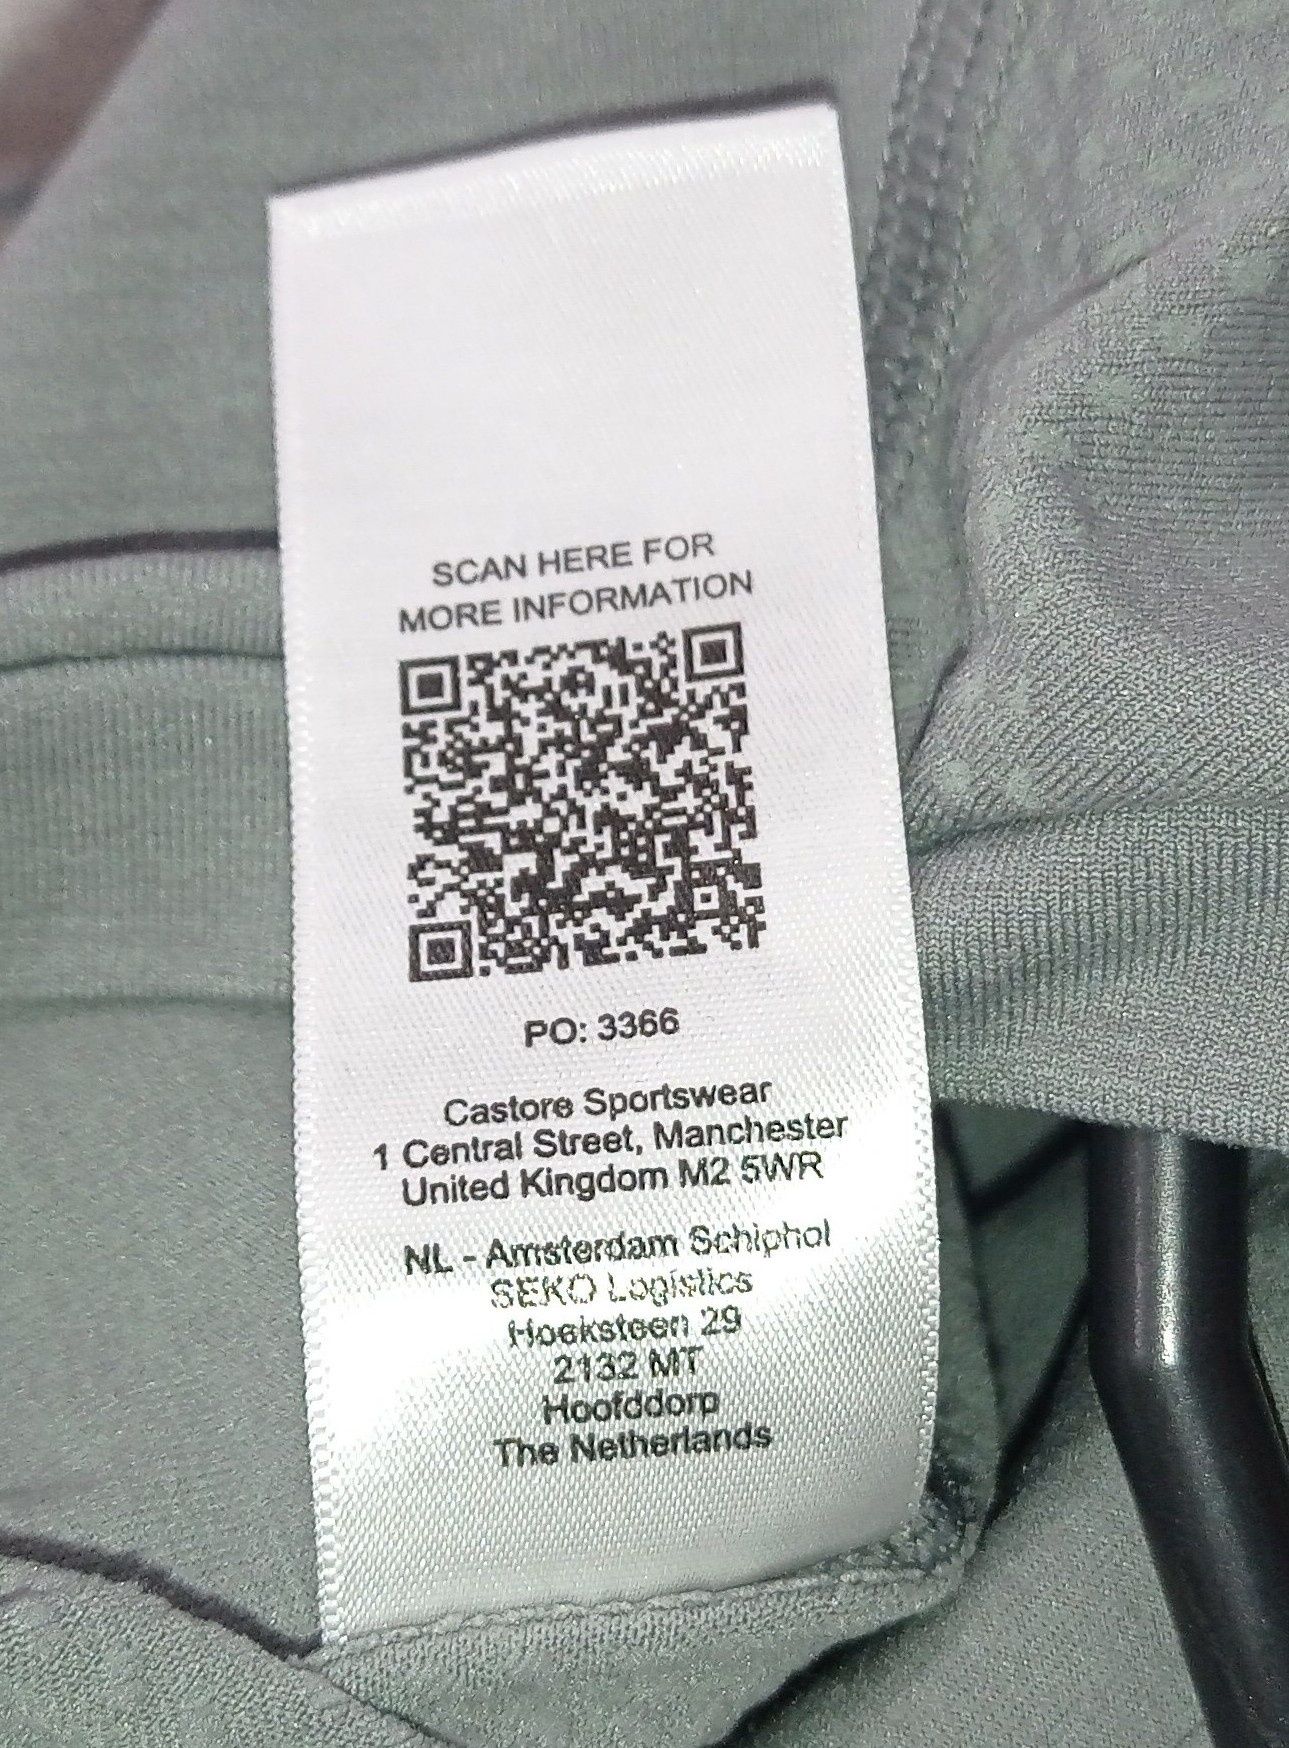 SCAN HERE FOR
MORE INFORMATION
PO: 3366
Castore Sportswear
1 Central Street, Manchester
United Kingdom M2 5WR
NL - Amsterdam Schiphol
SEKO Logistics
Hoeksteen 29
2132 MT
Hoofddorp
The Netherlands